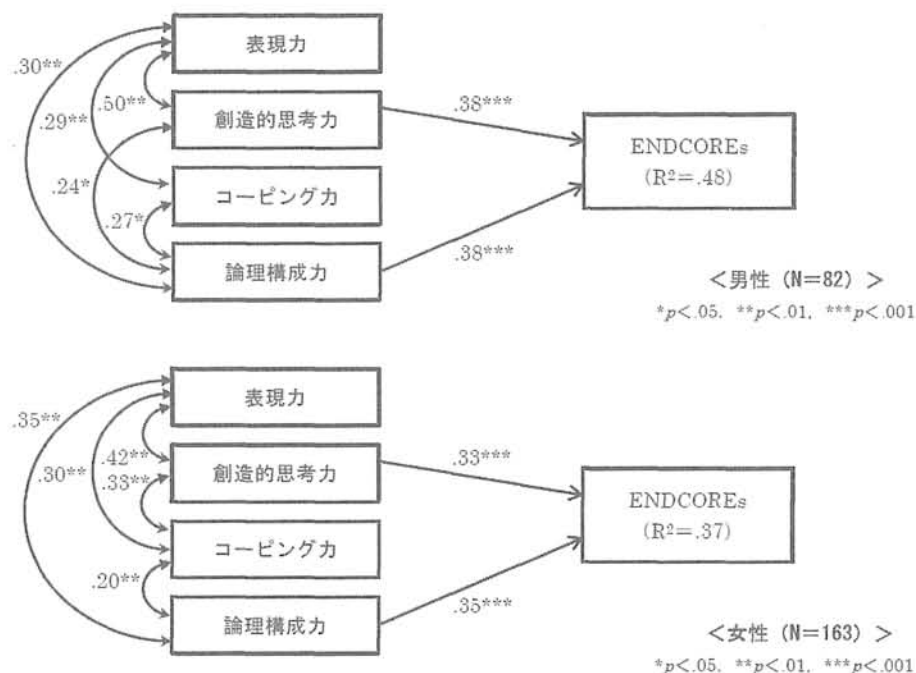 表現力
.30**
.50**
.38***
創造的思考力
.29**
ENDCOREs
(R²=.48)
.24*
コーピング力
.27*
論理構成力
.38***
<男性 (N=82) >
*p<.05, **p<.01, ***p<.001
表現力
.35**
.42**
.33***
.30**
.33**
創造的思考力
ENDCOREs
(R²=.37)
コーピング力
.20**
論理構成力
.35***
<女性 (N=163) >
*p<.05, **p<.01, ***p<.001